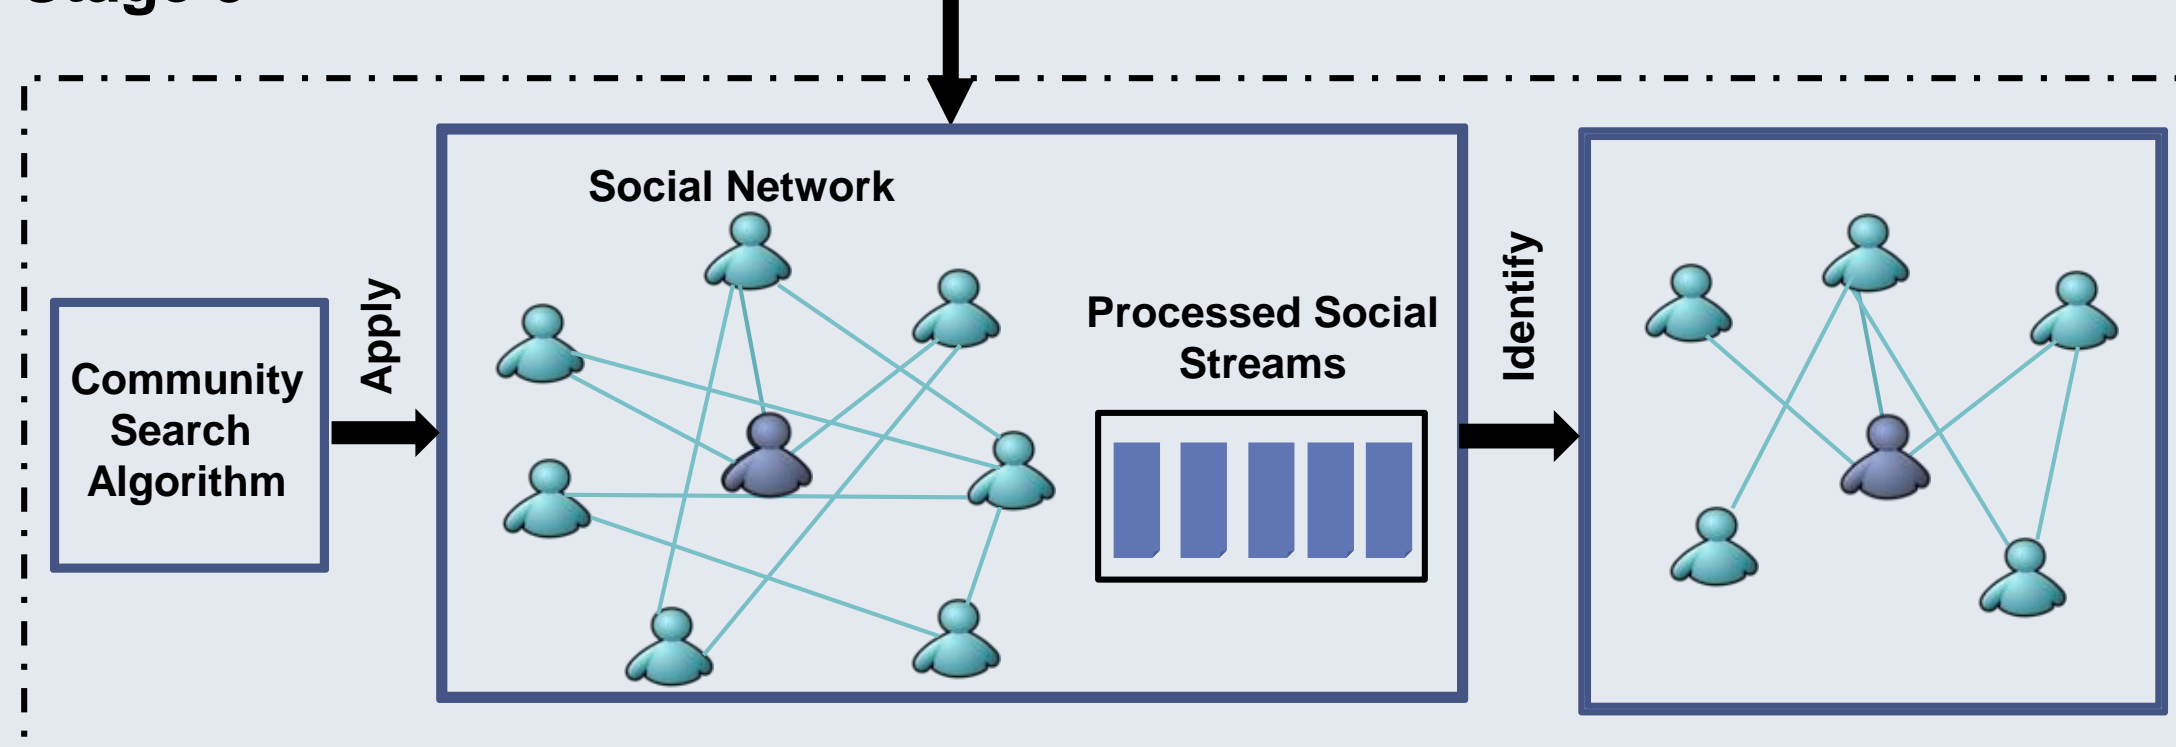 Social Network
Processed Social
Streams
Community
Search
Algorithm
Apply
Identify